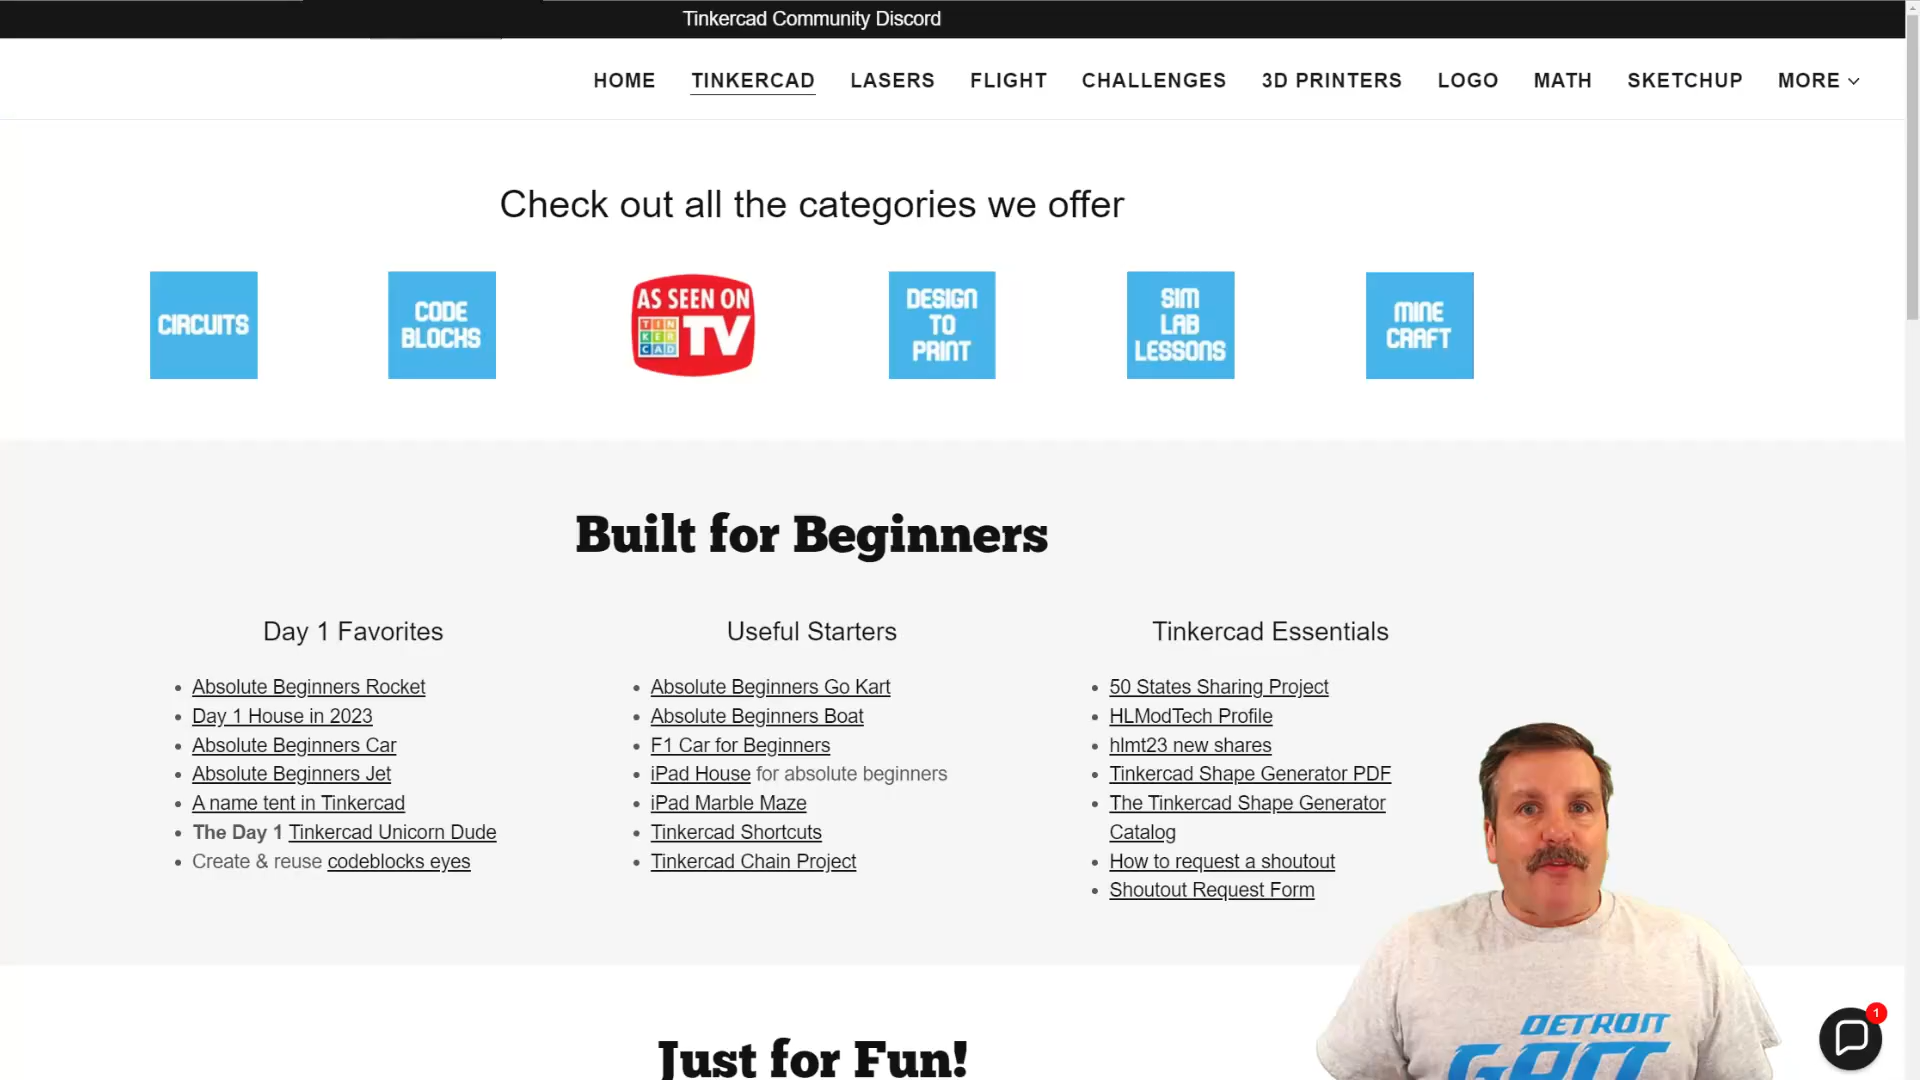 Tinkercad Community Discord
HOME TINKERCAD LASERS FLIGHT CHALLENGES 3D PRINTERS LOGO MATH SKETCHUP MORE
Check out all the categories we offer
CIRCUITS
CODE
BLOCKS
AS SEEN ON
TIN
KER
CAD
TV
DESIGN
TO
PRINT
SIM
LAB
LESSONS
MINE
CRAFT
Built for Beginners
Day 1 Favorites
Absolute Beginners Rocket
Day 1 House in 2023
Absolute Beginners Car
Absolute Beginners Jet
A name tent in Tinkercad
The Day 1 Tinkercad Unicorn Dude
Create & reuse codeblocks eyes
Useful Starters
Absolute Beginners Go Kart
Absolute Beginners Boat
F1 Car for Beginners
iPad House for absolute beginners
iPad Marble Maze
Tinkercad Shortcuts
Tinkercad Chain Project
Tinkercad Essentials
50 States Sharing Project
HLModTech Profile
hlmt23 new shares
Tinkercad Shape Generator PDF
The Tinkercad Shape Generator
Catalog
How to request a shoutout
Shoutout Request Form
Just for Fun!
DETROIT
1